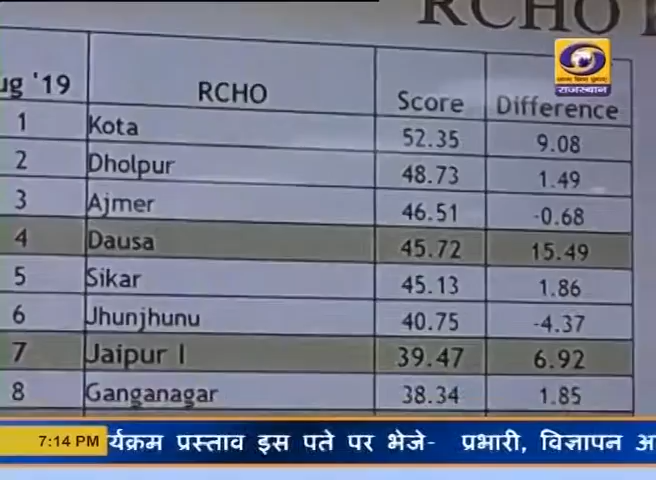 RCHO
ug '19 RCHO Score Difference
राजस्थान
1 Kota 52.35 9.08
2 Dholpur 48.73 1.49
3 Ajmer 46.51 -0.68
4 Dausa 45.72 15.49
5 Sikar 45.13 1.86
6 Jhunjhunu 40.75 -4.37
7 Jaipur I 39.47 6.92
8 Ganganagar 38.34 1.85
7:14 PM र्यक्रम प्रस्ताव इस पते पर भेजे- प्रभारी, विज्ञापन अ